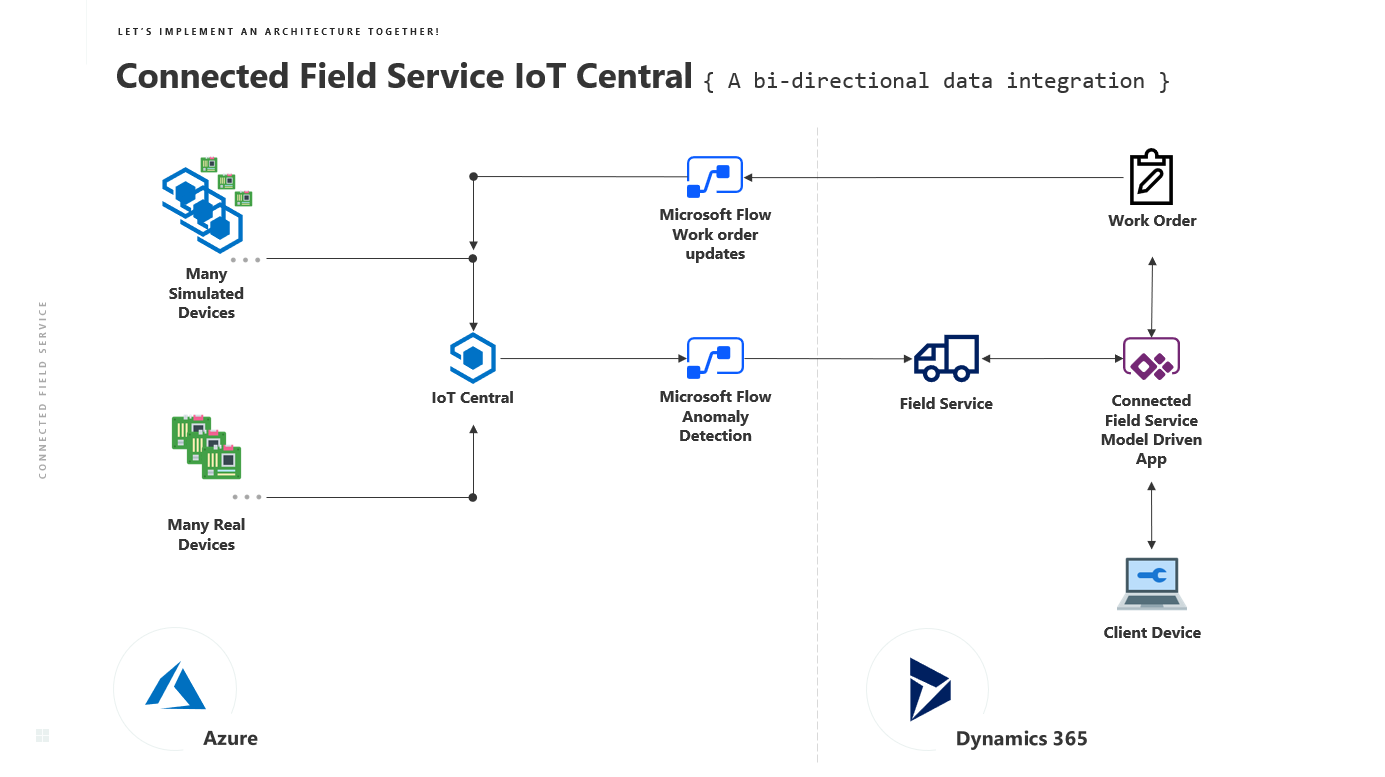 LET'S IMPLEMENT AN ARCHITECTURE TOGETHER!
Connected Field Service IoT Central { A bi-directional data integration }
CONNECTED FIELD SERVICE
Many
Simulated
Devices
Microsoft Flow
Work order
updates
Work Order
IoT Central
Microsoft Flow
Anomaly
Detection
Field Service
Connected
Field Service
Model Driven
App
Many Real
Devices
Client Device
Azure
Dynamics 365